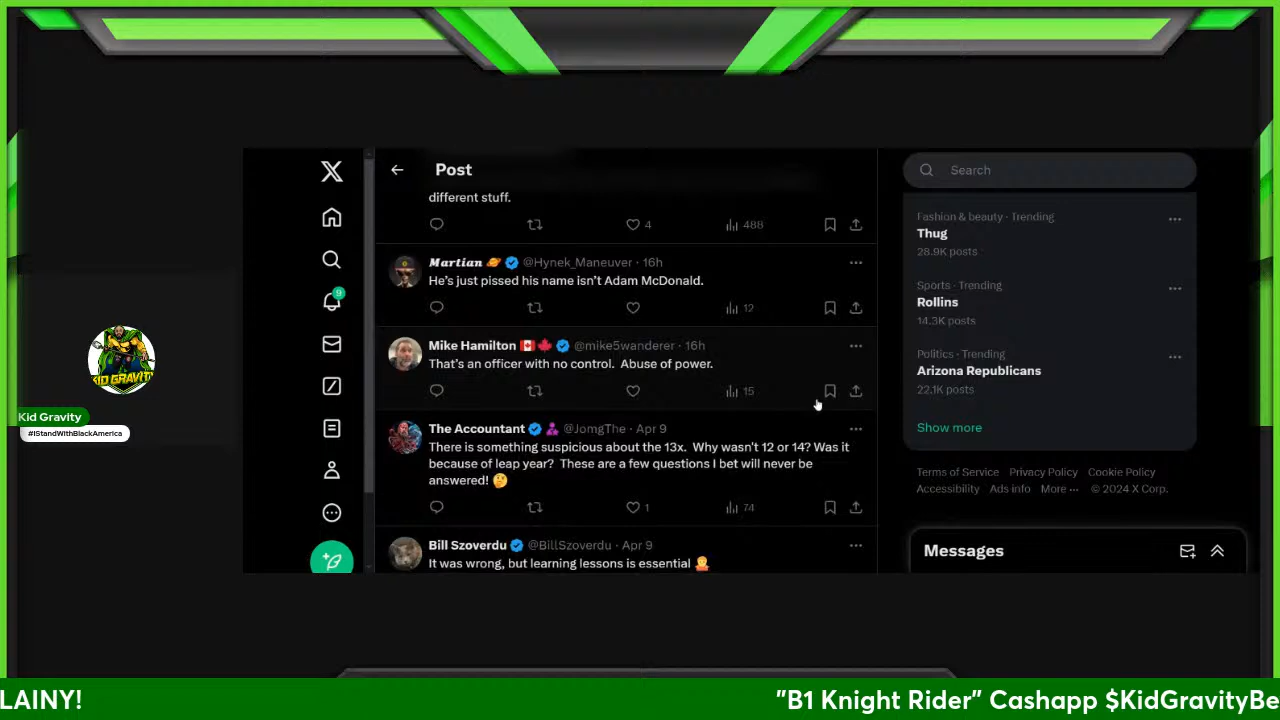 Post
Search
different stuff.
4
488
Martian 🪐 @Hynek_Maneuver · 16h
He's just pissed his name isn't Adam McDonald.
12
Mike Hamilton 🇨🇦🍁 @mike5wanderer · 16h
That's an officer with no control. Abuse of power.
15
The Accountant @JomgThe · Apr 9
There is something suspicious about the 13x. Why wasn't 12 or 14? Was it
because of leap year? These are a few questions I bet will never be
answered! 🤔
1
74
Bill Szoverdu @BillSzoverdu · Apr 9
It was wrong, but learning lessons is essential
Fashion & beauty · Trending
Thug
28.9K posts
Sports · Trending
Rollins
14.3K posts
Politics · Trending
Arizona Republicans
22.1K posts
Show more
Terms of Service Privacy Policy Cookie Policy
Accessibility Ads info More ··· © 2024 X Corp.
Messages
9
KID GRAVITY
Kid Gravity
#IStandWithBlackAmerica
LAINY! "B1 Knight Rider" Cashapp $KidGravityBe